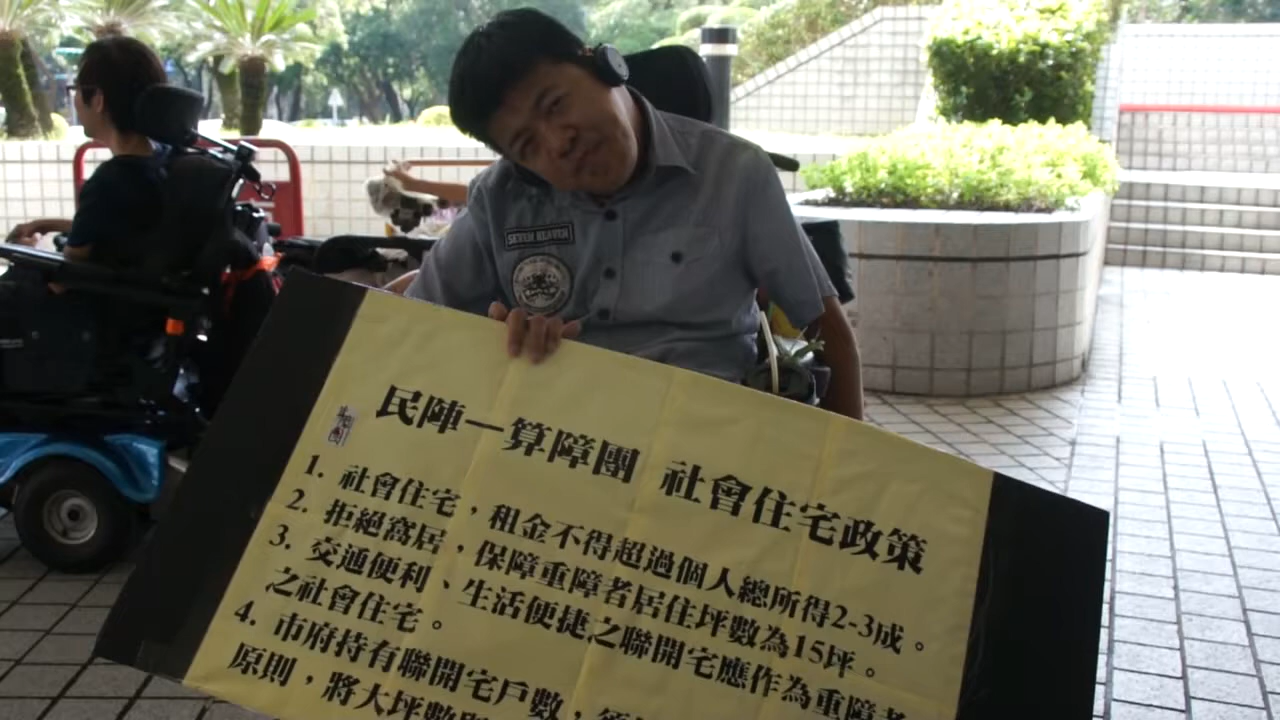 SEVEN HEAVEN
民陣一算障團 社會住宅政策
1. 社會住宅，租金不得超過個人總所得2-3成。
2. 拒絕窩居，保障重障者居住坪數為15坪。
3. 交通便利、生活便捷之聯開宅應作為重障者
之社會住宅。
4. 市府持有聯開宅戶數，
原則，將大坪數